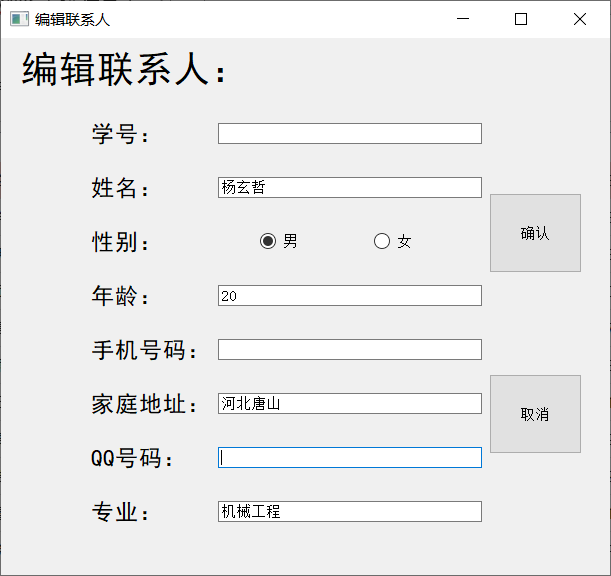 编辑联系人
编辑联系人：
学号：
姓名： 杨玄哲
性别： 男 女
确认
年龄： 20
手机号码：
家庭地址： 河北唐山
取消
QQ号码：
专业： 机械工程